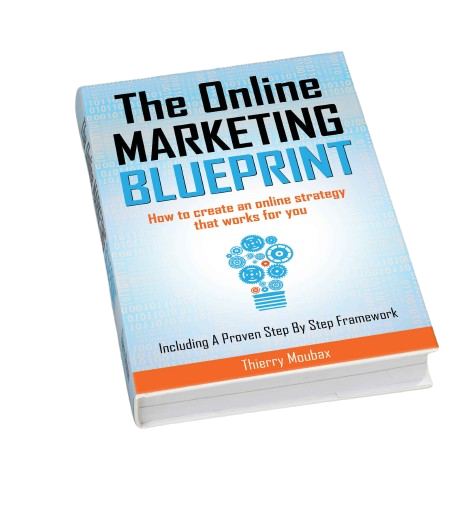 The Online
MARKETING
BLUEPRINT
How to create an online strategy
that works for you
Including A Proven Step By Step Framework
Thierry Moubax